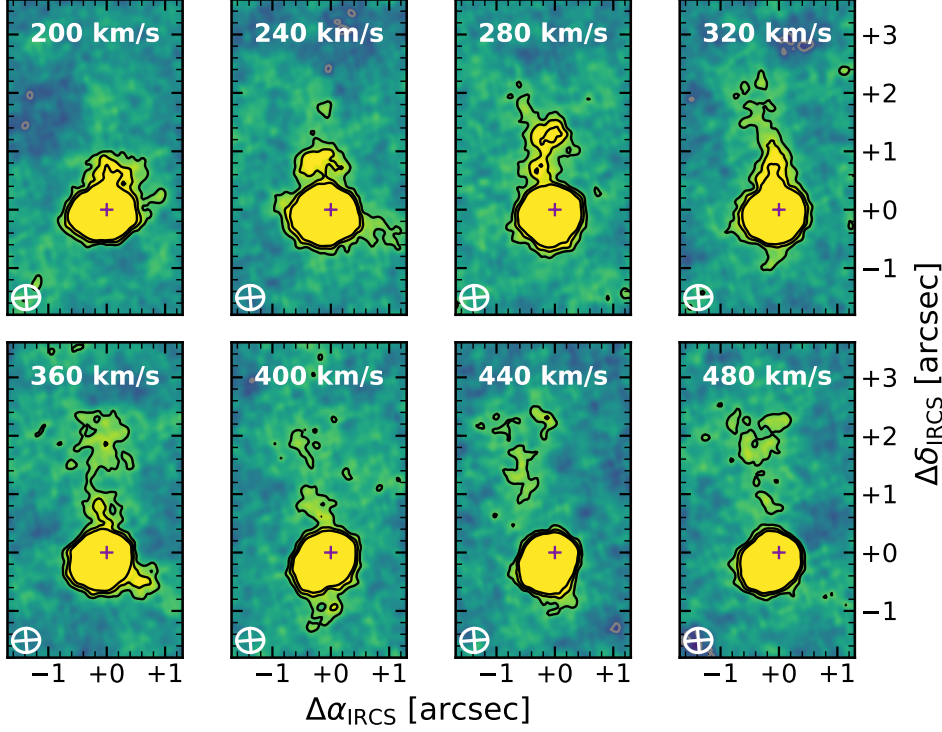 200 km/s 240 km/s 280 km/s 320 km/s
+3
+2
+1
+0
−1
360 km/s 400 km/s 440 km/s 480 km/s
+3
+2
+1
+0
−1
−1 +0 +1 −1 +0 +1 −1 +0 +1 −1 +0 +1
Δα_IRCS [arcsec]
Δδ_IRCS [arcsec]